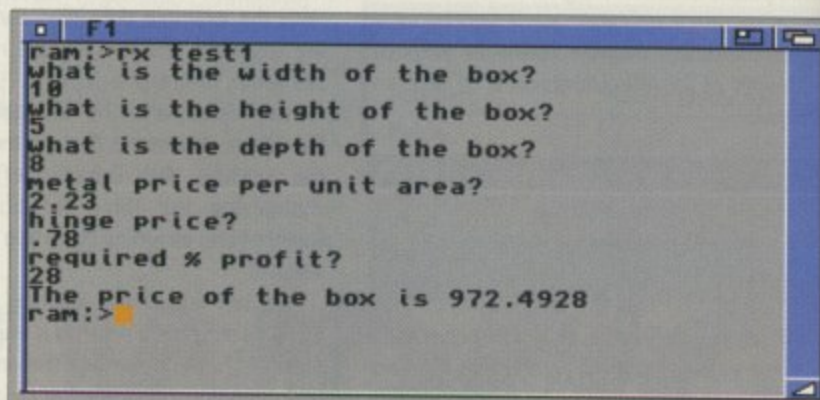 F1
ram:>rx test1
what is the width of the box?
10
what is the height of the box?
5
what is the depth of the box?
8
metal price per unit area?
2.23
hinge price?
.78
required % profit?
28
The price of the box is 972.4928
ram:>